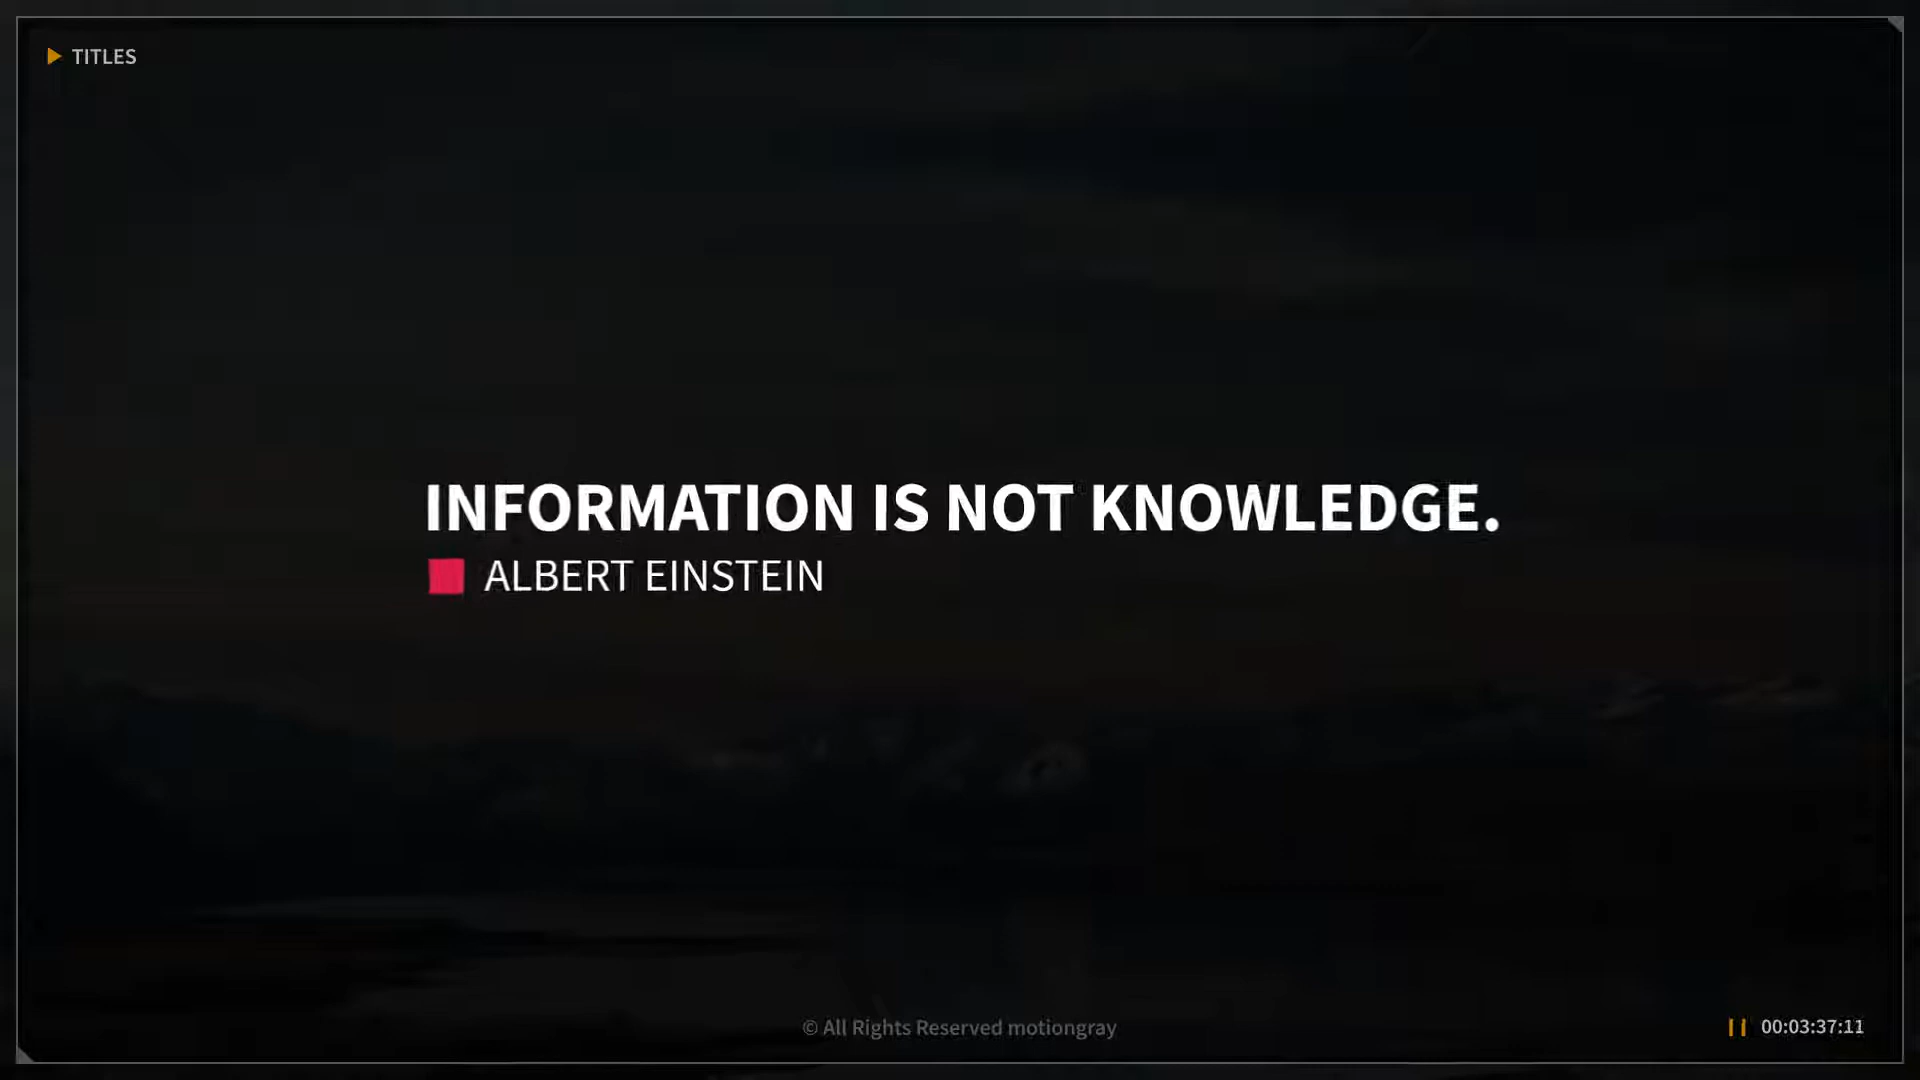 TITLES
INFORMATION IS NOT KNOWLEDGE.
ALBERT EINSTEIN
© All Rights Reserved motiongray
00:03:37:11